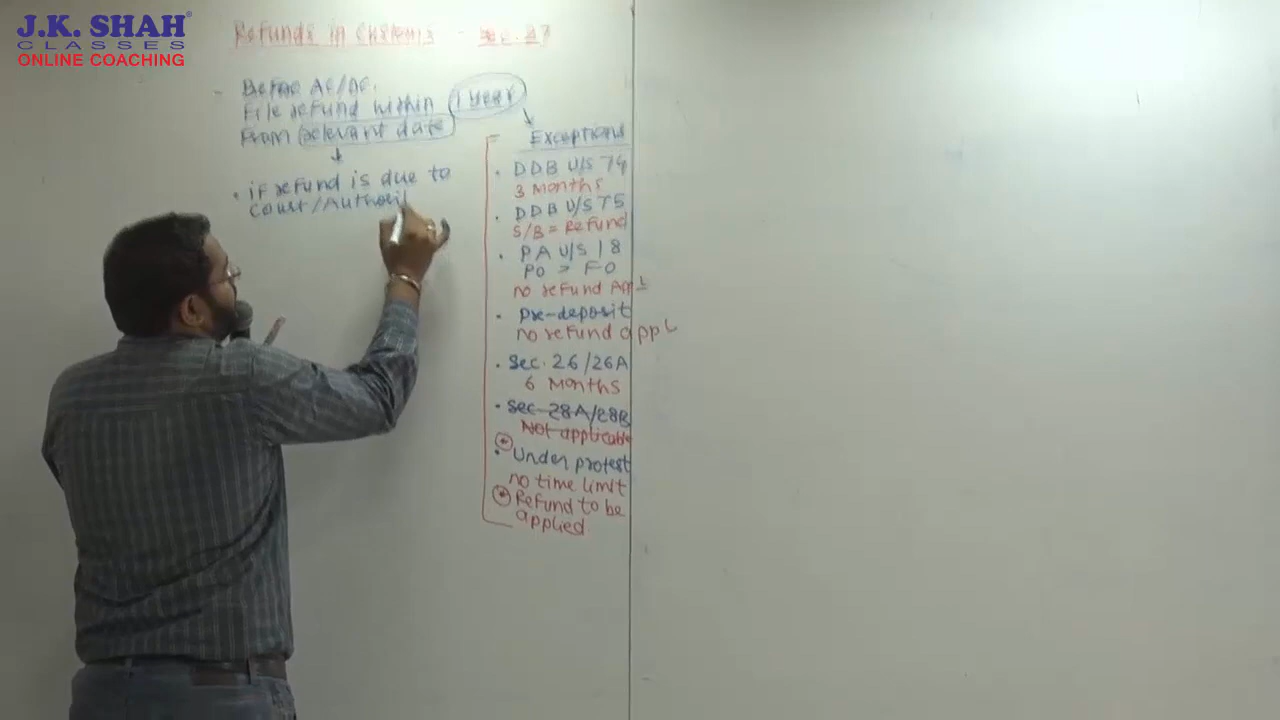 J.K. SHAH®
CLASSES
ONLINE COACHING
Refunds in Customs - Sec. 27
- Before AC/DC.
File refund within 1 year
From relevant date
• if refund is due to
Court/Authori
Exceptions
• DDB U/S 74
3 Months
• DDB U/S 75
S/B = Refund
• PA U/S 18
PD > FD
no refund Appl
• Pre-deposit
no refund appl
• Sec. 26/26A
6 Months
• Sec-28A/28B
Not applicable
• Under protest
no time limit
* Refund to be
applied